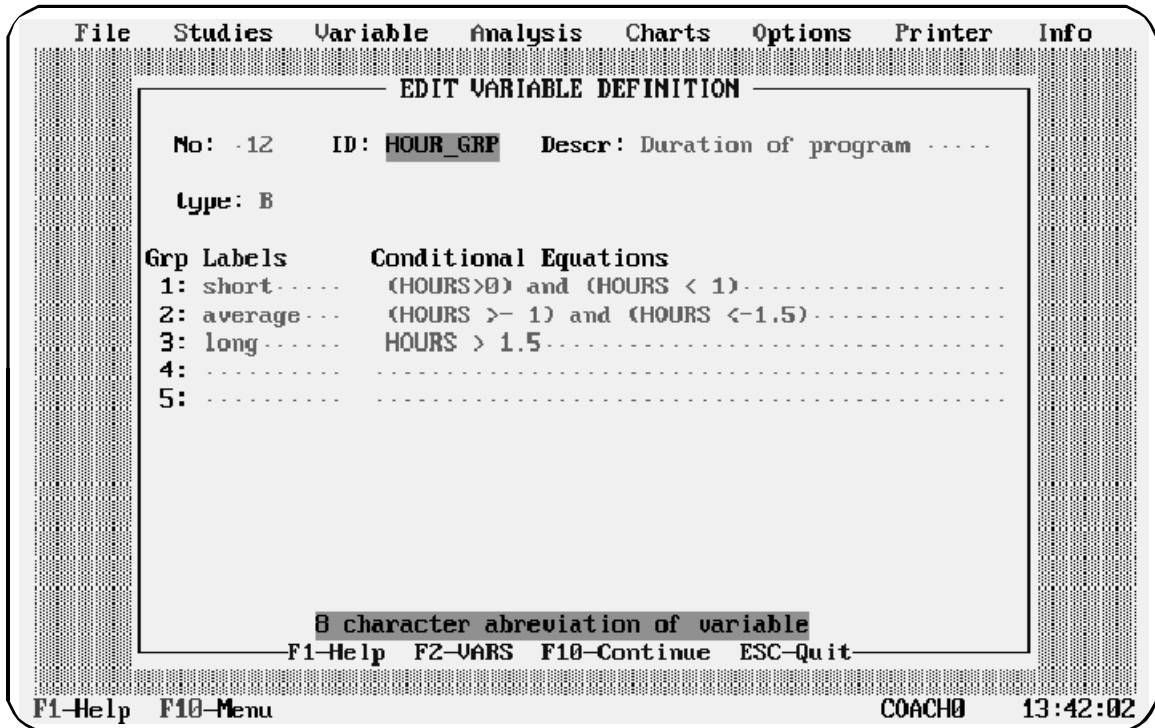 File Studies Variable Analysis Charts Options Printer Info
EDIT VARIABLE DEFINITION
No: 12 ID: HOUR_GRP Descr: Duration of program
type: B
Grp Labels Conditional Equations
1: short (HOURS>0) and (HOURS < 1)
2: average (HOURS >- 1) and (HOURS <-1.5)
3: long HOURS > 1.5
4:
5:
8 character abreviation of variable
F1-Help F2-VARS F10-Continue ESC-Quit
F1-Help F10-Menu COACH0 13:42:02